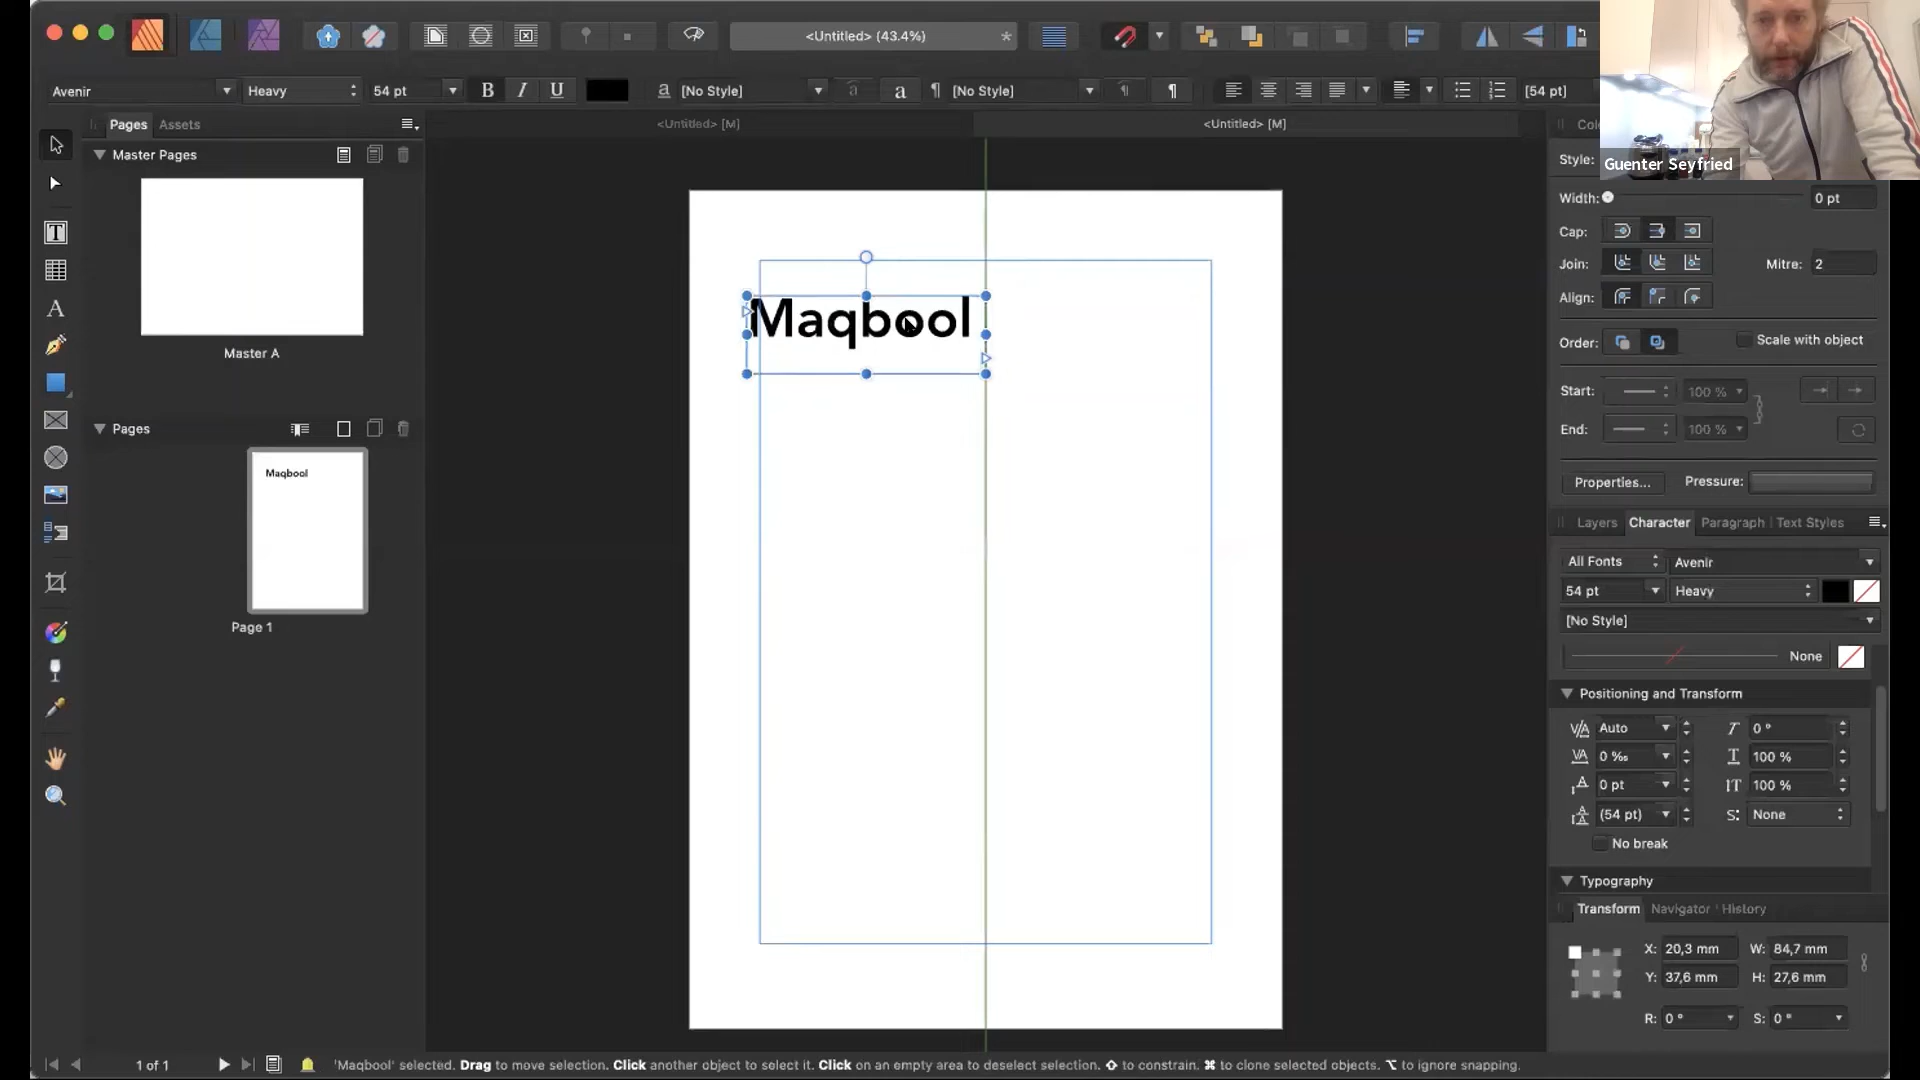 <Untitled> (43.4%)
*
Guenter Seyfried
Avenir
Heavy
54 pt
B
I
U
a
[No Style]
a
a
¶
[No Style]
¶
¶
[54 pt]
Pages
Assets
<Untitled> [M]
<Untitled> [M]
Master Pages
Master A
Pages
Maqbool
Page 1
Maqbool
Style:
Width:
0 pt
Cap:
Join:
Mitre: 2
Align:
Order:
Scale with object
Start:
100 %
End:
100 %
Properties...
Pressure:
Layers
Character
Paragraph
Text Styles
All Fonts
Avenir
54 pt
Heavy
[No Style]
None
Positioning and Transform
Auto
0 °
0 ‰
100 %
0 pt
100 %
(54 pt)
None
No break
Typography
Transform
Navigator
History
X: 20,3 mm
W: 84,7 mm
Y: 37,6 mm
H: 27,6 mm
R: 0 °
S: 0 °
1 of 1
'Maqbool' selected. Drag to move selection. Click another object to select it. Click on an empty area to deselect selection. ⇧ to constrain. ⌘ to clone selected objects. ⌥ to ignore snapping.